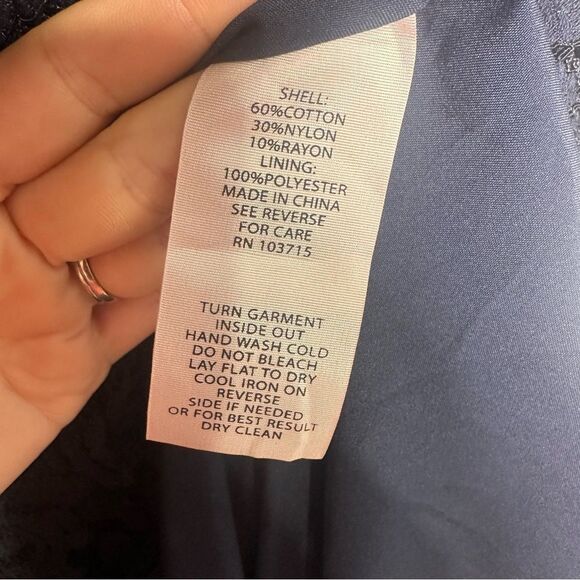 SHELL:
60%COTTON
30%NYLON
10%RAYON
LINING:
100%POLYESTER
MADE IN CHINA
SEE REVERSE
FOR CARE
RN 103715
TURN GARMENT
INSIDE OUT
HAND WASH COLD
DO NOT BLEACH
LAY FLAT TO DRY
COOL IRON ON
REVERSE
SIDE IF NEEDED
OR FOR BEST RESULT
DRY CLEAN